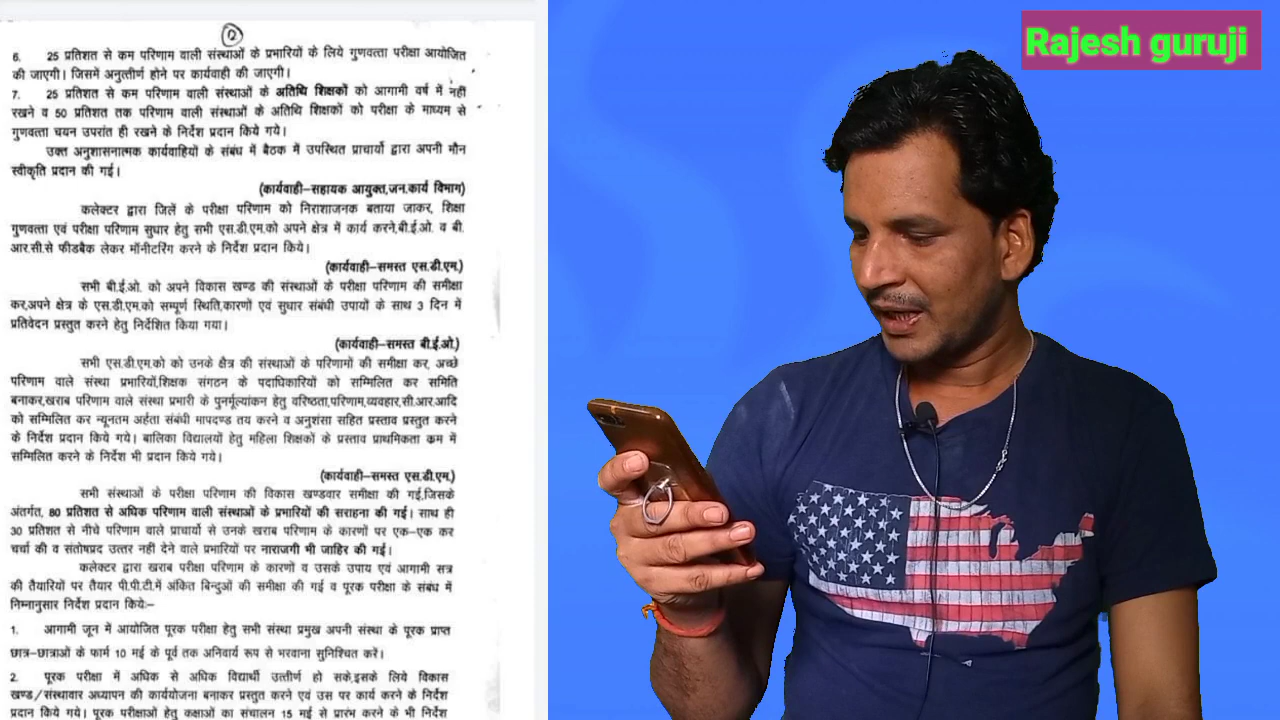 2
6. 25 प्रतिशत से कम परिणाम वाली संस्थाओं के प्रभारियों के लिये गुणवत्ता परीक्षा आयोजित
की जाएगी। जिसमें अनुत्तीर्ण होने पर कार्यवाही की जाएगी।
7. 25 प्रतिशत से कम परिणाम वाली संस्थाओं के अतिथि शिक्षकों को आगामी वर्ष में नहीं
रखने व 50 प्रतिशत तक परिणाम वाली संस्थाओं के अतिथि शिक्षकों को परीक्षा के माध्यम से
गुणवत्ता चयन उपरांत ही रखने के निर्देश प्रदान किये गये।
उक्त अनुशासनात्मक कार्यवाहियों के संबंध में बैठक में उपस्थित प्राचार्यो द्वारा अपनी मौन
स्वीकृति प्रदान की गई।
(कार्यवाही–सहायक आयुक्त,जन.कार्य विभाग)
कलेक्टर द्वारा जिलें के परीक्षा परिणाम को निराशाजनक बताया जाकर, शिक्षा
गुणवत्ता एवं परीक्षा परिणाम सुधार हेतु सभी एस.डी.एम.को अपने क्षेत्र में कार्य करने,बी.ई.ओ. व बी.
आर.सी.से फीडबैक लेकर मॉनीटरिंग करने के निर्देश प्रदान किये।
(कार्यवाही–समस्त एस.डी.एम.)
सभी बी.ई.ओ. को अपने विकास खण्ड की संस्थाओं के परीक्षा परिणाम की समीक्षा
कर,अपने क्षेत्र के एस.डी.एम.को सम्पूर्ण स्थिति,कारणों एवं सुधार संबंधी उपायों के साथ 3 दिन में
प्रतिवेदन प्रस्तुत करने हेतु निर्देशित किया गया।
(कार्यवाही–समस्त बी.ई.ओ.)
सभी एस.डी.एम.को को उनके क्षैत्र की संस्थाओं के परिणामों की समीक्षा कर, अच्छे
परिणाम वाले संस्था प्रभारियों,शिक्षक संगठन के पदाधिकारियों को सम्मिलित कर समिति
बनाकर,खराब परिणाम वाले संस्था प्रभारी के पुनर्मूल्यांकन हेतु वरिष्ठता,परिणाम,व्यवहार,सी.आर.आदि
को सम्मिलित कर न्यूनतम अर्हता संबंधी मापदण्ड तय करने व अनुशंसा सहित प्रस्ताव प्रस्तुत करने
के निर्देश प्रदान किये गये। बालिका विद्यालयों हेतु महिला शिक्षकों के प्रस्ताव प्राथमिकता क्रम में
सम्मिलित करने के निर्देश भी प्रदान किये गये।
(कार्यवाही–समस्त एस.डी.एम.)
सभी संस्थाओं के परीक्षा परिणाम की विकास खण्डवार समीक्षा की गई,जिसके
अंतर्गत, 80 प्रतिशत से अधिक परिणाम वाली संस्थाओं के प्रभारियों की सराहना की गई। साथ ही
30 प्रतिशत से नीचे परिणाम वाले प्राचार्यो से उनके खराब परिणाम के कारणों पर एक–एक कर
चर्चा की व संतोषप्रद उत्तर नहीं देने वाले प्रभारियों पर नाराजगी भी जाहिर की गई।
कलेक्टर द्वारा खराब परीक्षा परिणाम के कारणों व उसके उपाय एवं आगामी सत्र
की तैयारियों पर तैयार पी.पी.टी.में अंकित बिन्दुओं की समीक्षा की गई व पूरक परीक्षा के संबंध में
निम्नानुसार निर्देश प्रदान किये:–
1. आगामी जून में आयोजित पूरक परीक्षा हेतु सभी संस्था प्रमुख अपनी संस्था के पूरक प्राप्त
छात्र–छात्राओं के फार्म 10 मई के पूर्व तक अनिवार्य रूप से भरवाना सुनिश्चित करें।
2. पूरक परीक्षा में अधिक से अधिक विद्यार्थी उत्तीर्ण हो सके,इसके लिये विकास
खण्ड/संस्थावार अध्यापन की कार्ययोजना बनाकर प्रस्तुत करने एवं उस पर कार्य करने के निर्देश
प्रदान किये गये। पूरक परीक्षाओं हेतु कक्षाओं का संचालन 15 मई से प्रारंभ करने के भी निर्देश
Rajesh guruji